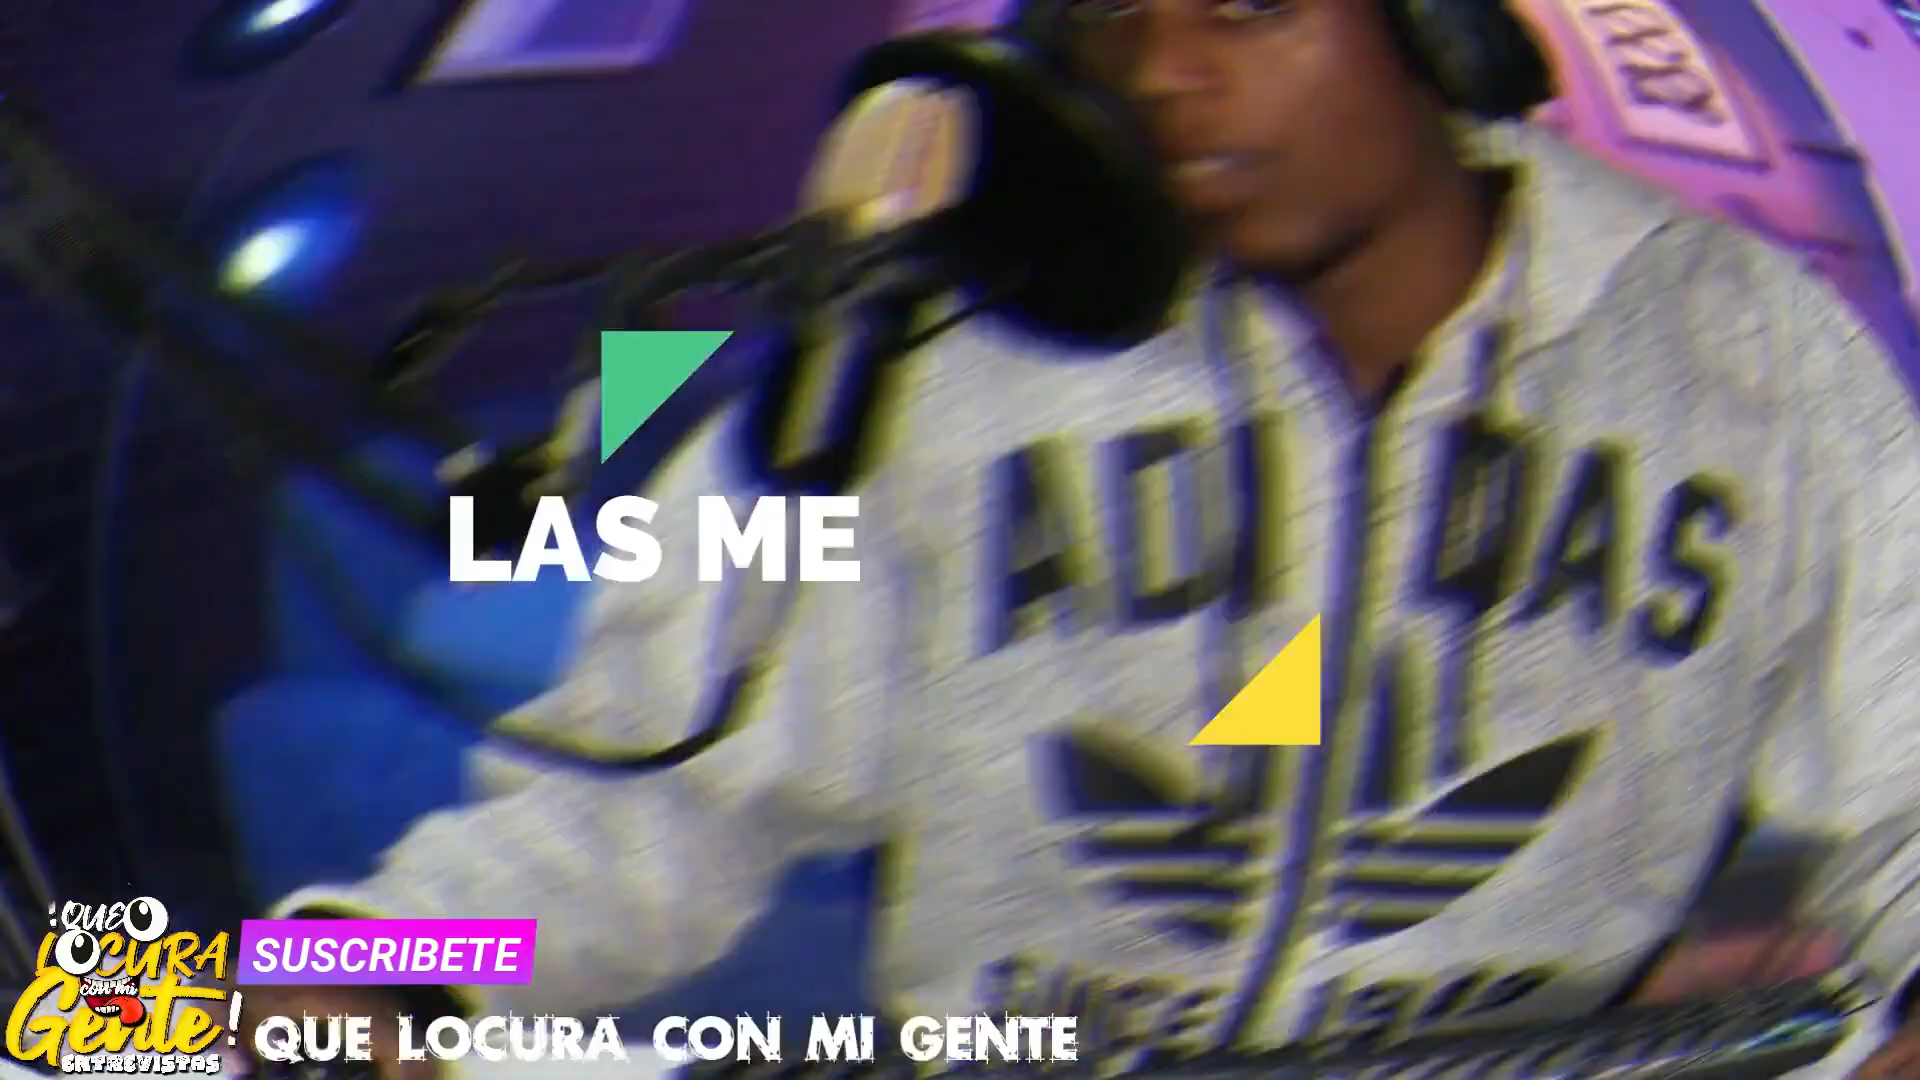 LAS ME
ADIDAS
¡QUE
LOCURA
con mi
Gente!
ENTREVISTAS
SUSCRIBETE
QUE LOCURA CON MI GENTE